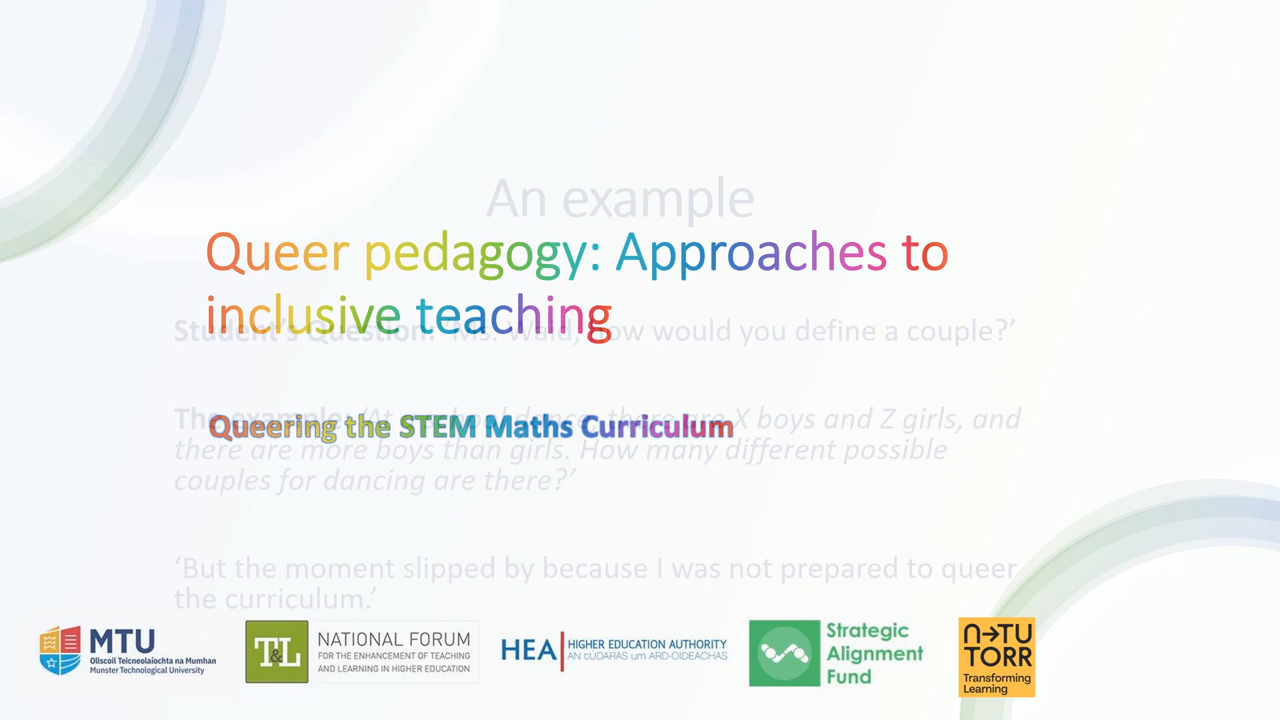 An example
Queer pedagogy: Approaches to
inclusive teaching
Student's Question: 'Ms. Waid, how would you define a couple?'
The example: 'At a school dance, there are X boys and Z girls, and
Queering the STEM Maths Curriculum
there are more boys than girls. How many different possible
couples for dancing are there?'
'But the moment slipped by because I was not prepared to queer
the curriculum.'
MTU
Ollscoil Teicneolaíochta na Mumhan
Munster Technological University
T&L
NATIONAL FORUM
FOR THE ENHANCEMENT OF TEACHING
AND LEARNING IN HIGHER EDUCATION
HEA
HIGHER EDUCATION AUTHORITY
AN tÚDARÁS um ARD-OIDEACHAS
Strategic
Alignment
Fund
N→TU
TORR
Transforming
Learning